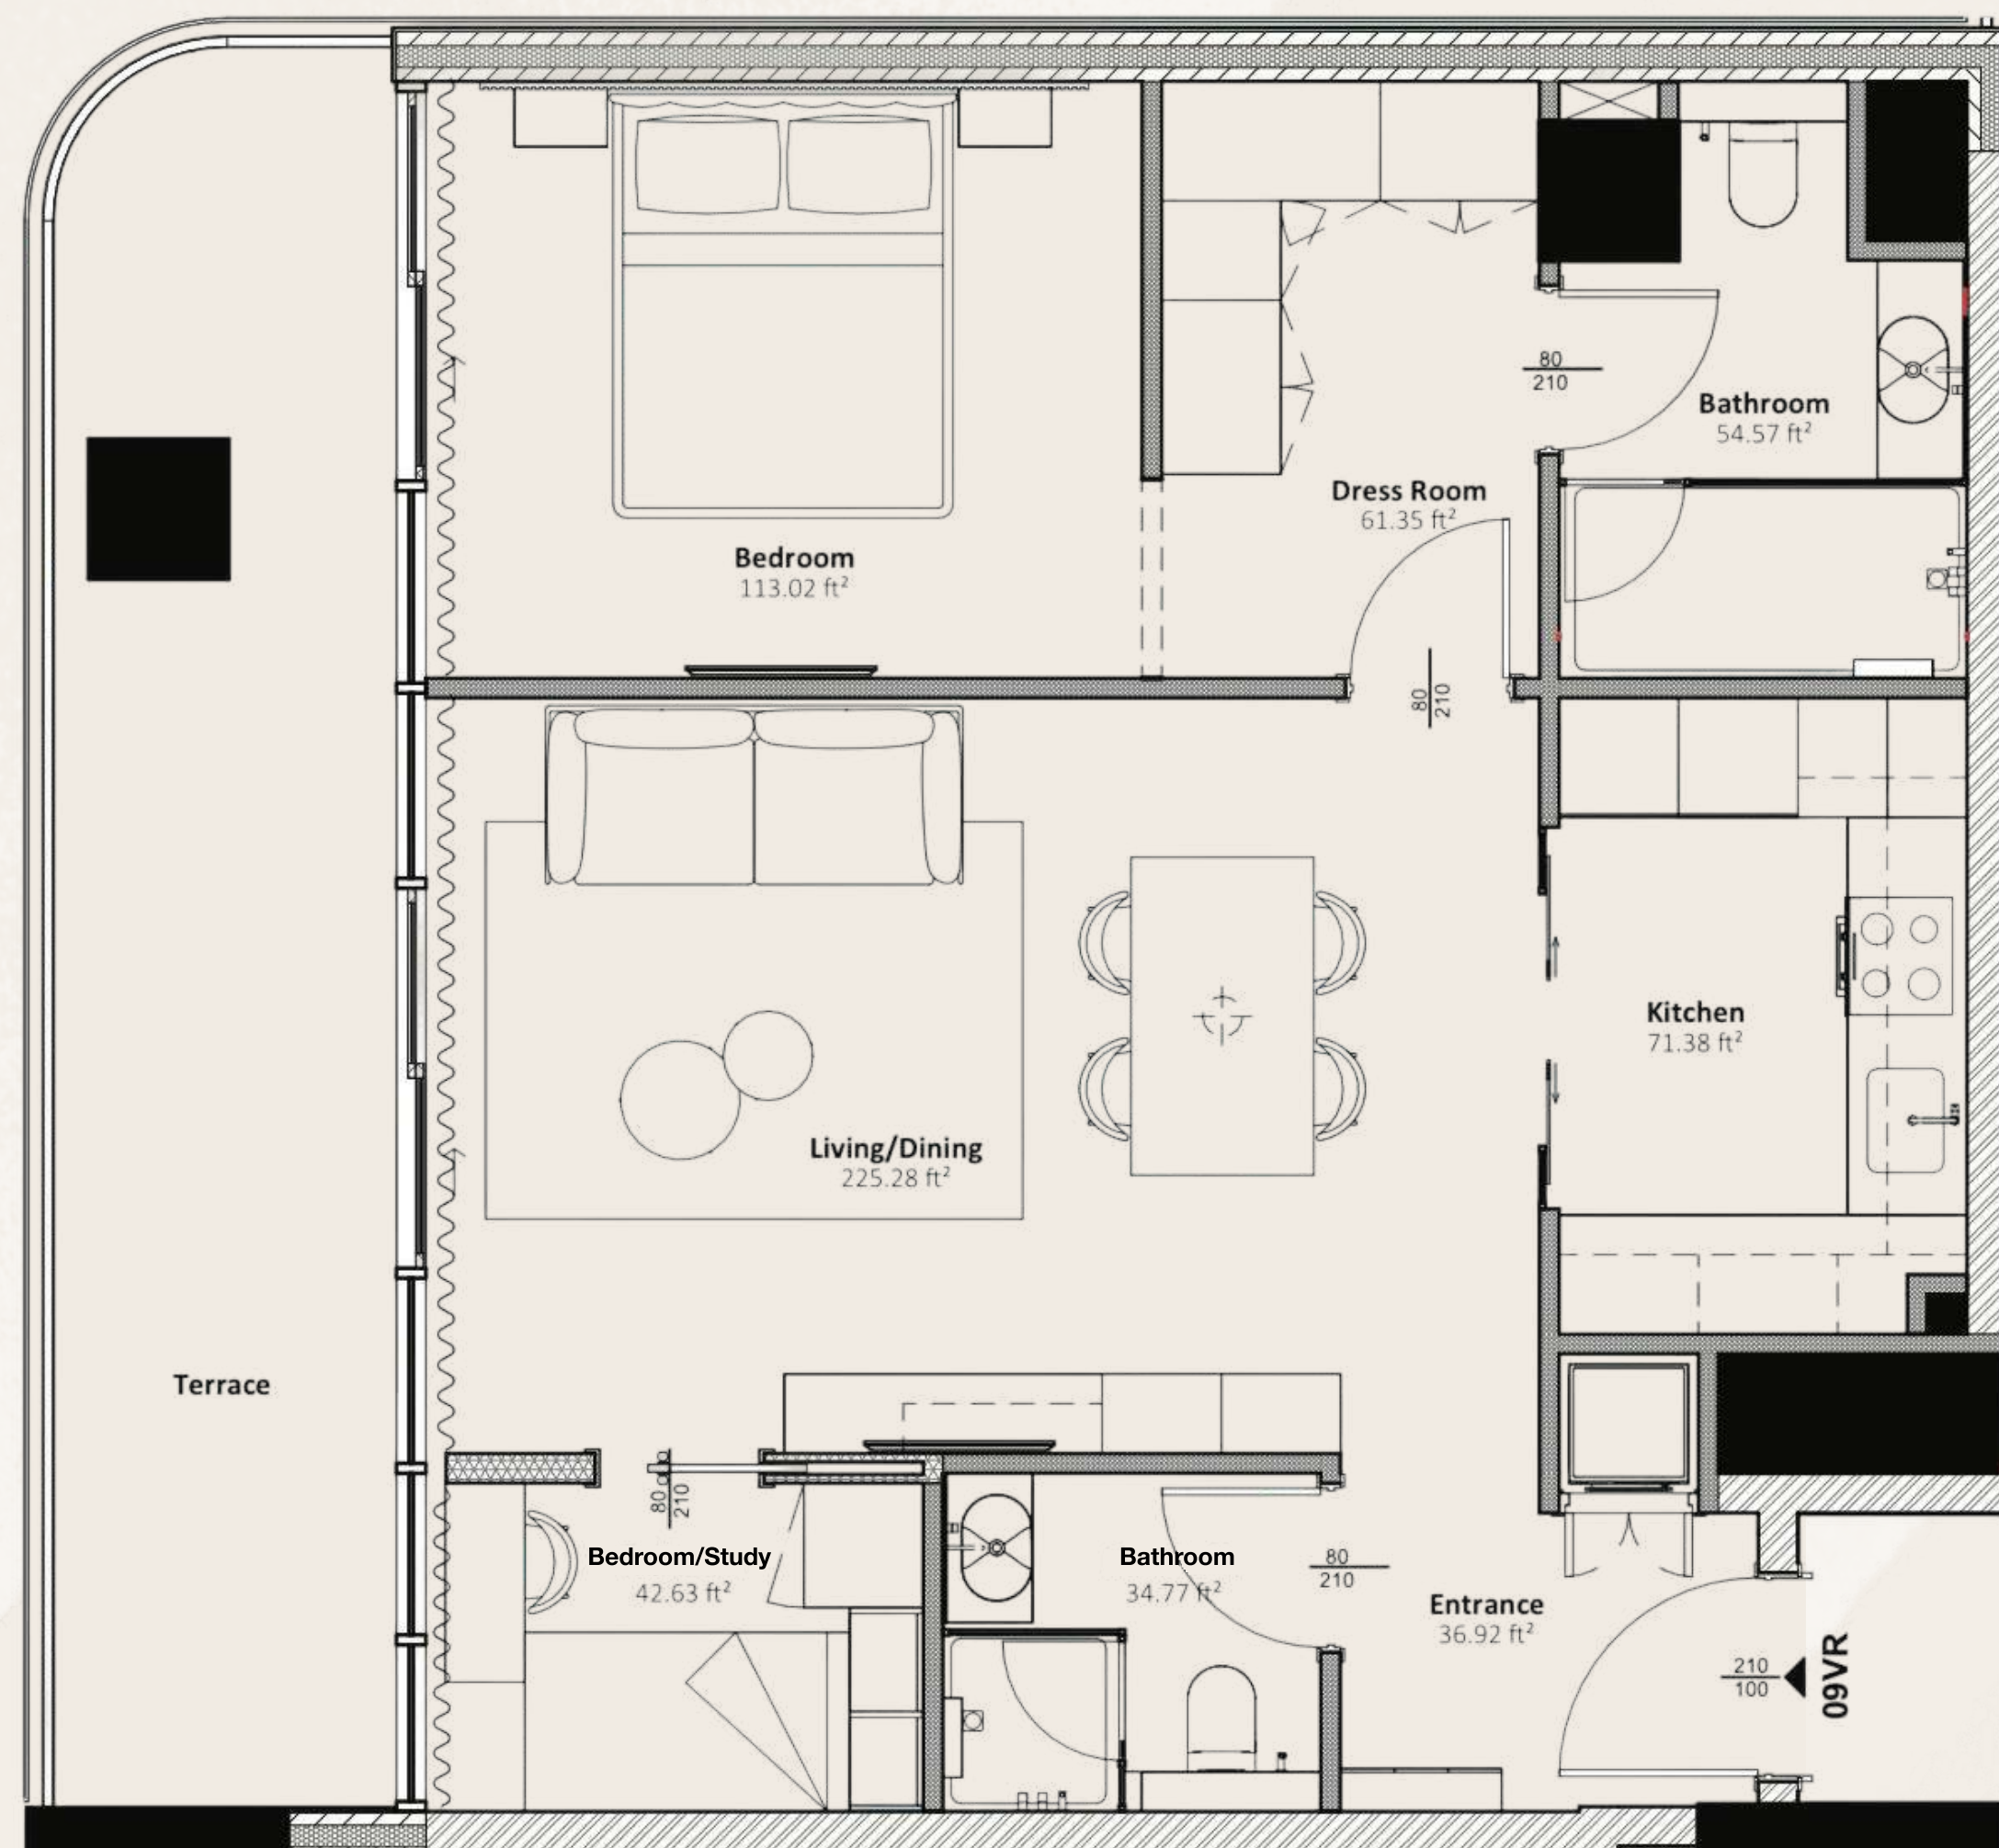 80
210
Bathroom
54.57 ft²
Dress Room
61.35 ft²
Bedroom
113.02 ft²
80
210
Kitchen
71.38 ft²
Living/Dining
225.28 ft²
Terrace
80
210
Bedroom/Study
42.63 ft²
Bathroom
34.77 ft²
80
210
Entrance
36.92 ft²
210
100
09VR